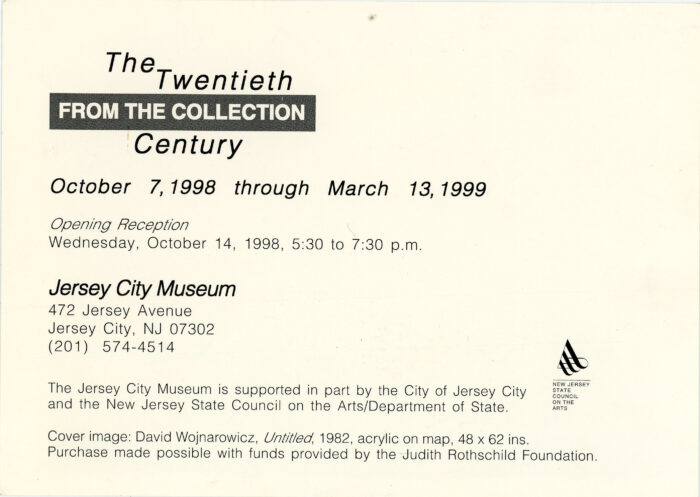 The
Twentieth
FROM THE COLLECTION
Century
October 7, 1998 through March 13, 1999
Opening Reception
Wednesday, October 14, 1998, 5:30 to 7:30 p.m.
Jersey City Museum
472 Jersey Avenue
Jersey City, NJ 07302
(201) 574-4514
The Jersey City Museum is supported in part by the City of Jersey City
and the New Jersey State Council on the Arts/Department of State.
NEW JERSEY
STATE
COUNCIL
ON THE
ARTS
Cover image: David Wojnarowicz, Untitled, 1982, acrylic on map, 48 x 62 ins.
Purchase made possible with funds provided by the Judith Rothschild Foundation.